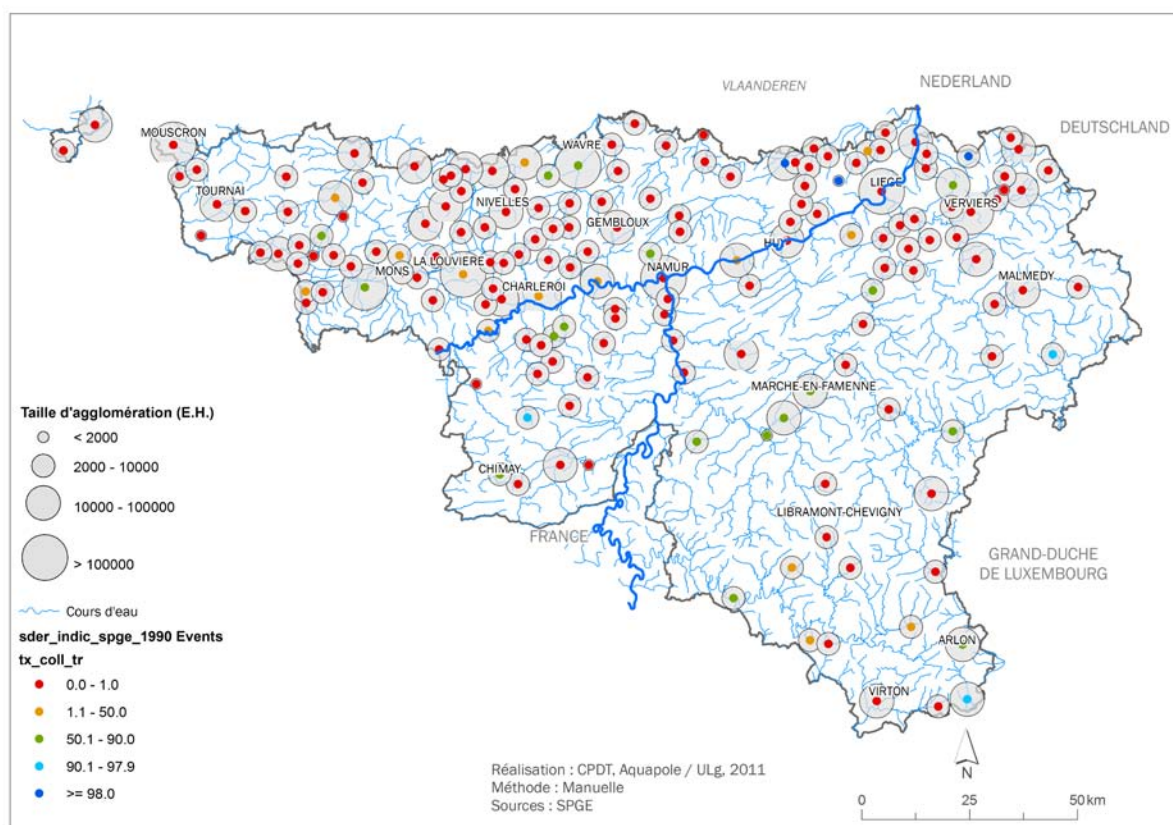 NEDERLAND
VLAANDEREN
DEUTSCHLAND
MOUSCRON
WAVRE
TOURNAI
LIEGE
NIVELLES
VERVIERS
GEMBLOUX
HUY
LA LOUVIERE
NAMUR
MONS
MALMEDY
CHARLEROI
MARCHE-EN-FAMENNE
CHIMAY
LIBRAMONT-CHEVIGNY
FRANCE
GRAND-DUCHE
DE LUXEMBOURG
ARLON
VIRTON
Taille d'agglomération (E.H.)
< 2000
2000 - 10000
10000 - 100000
> 100000
Cours d'eau
sder_indic_spge_1990 Events
tx_coll_tr
0.0 - 1.0
1.1 - 50.0
50.1 - 90.0
90.1 - 97.9
>= 98.0
Réalisation : CPDT, Aquapole / ULg, 2011
Méthode : Manuelle
Sources : SPGE
N
0 25 50 km